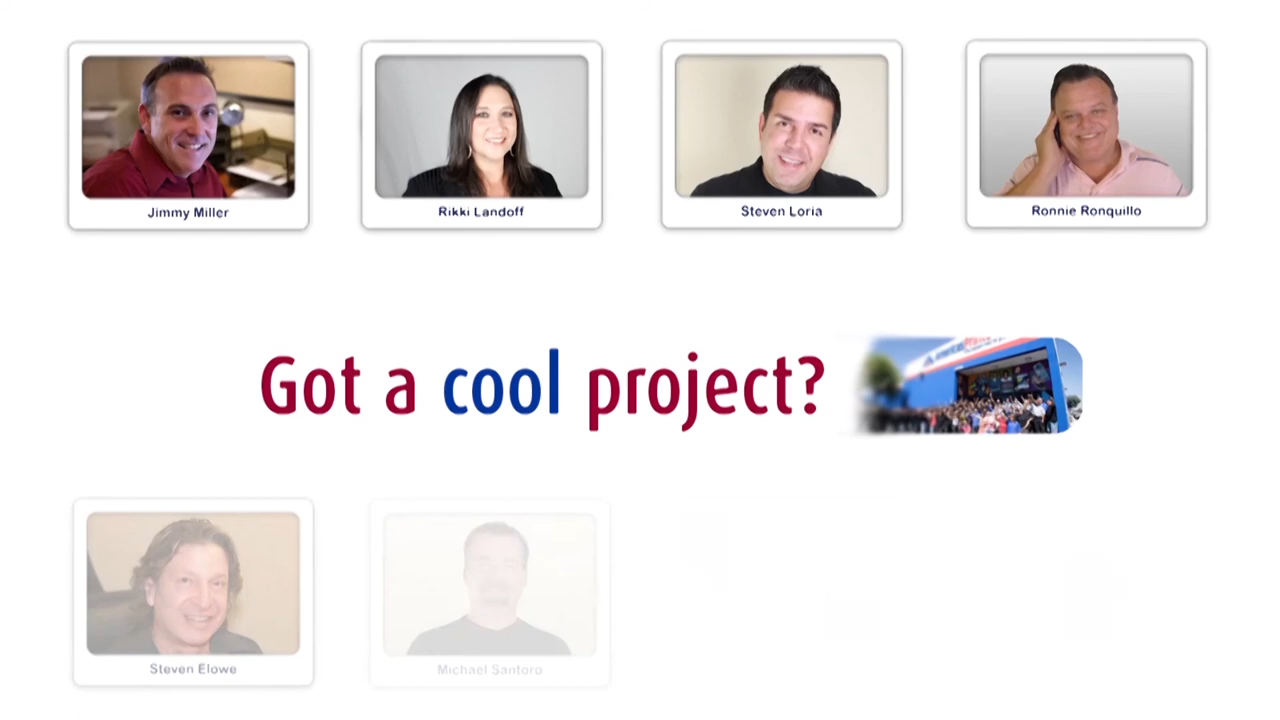 Jimmy Miller
Rikki Landoff
Steven Loria
Ronnie Ronquillo
Got a cool project?
Steven Elowe
Michael Santoro